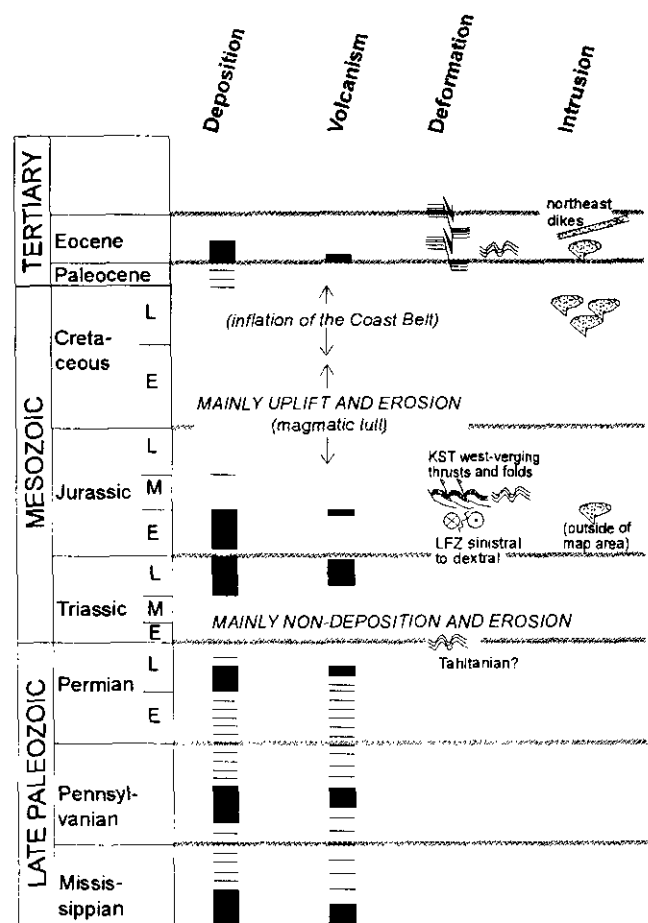 Deposition
Volcanism
Deformation
Intrusion
TERTIARY
Eocene
Paleocene
northeast
dikes
MESOZOIC
Creta-
ceous
L
E
(inflation of the Coast Belt)
MAINLY UPLIFT AND EROSION
(magmatic lull)
Jurassic
L
M
E
KST west-verging
thrusts and folds
LFZ sinistral
to dextral
(outside of
map area)
Triassic
L
M
E
MAINLY NON-DEPOSITION AND EROSION
Tahltanian?
LATE PALEOZOIC
Permian
L
E
Pennsyl-
vanian
Missis-
sippian